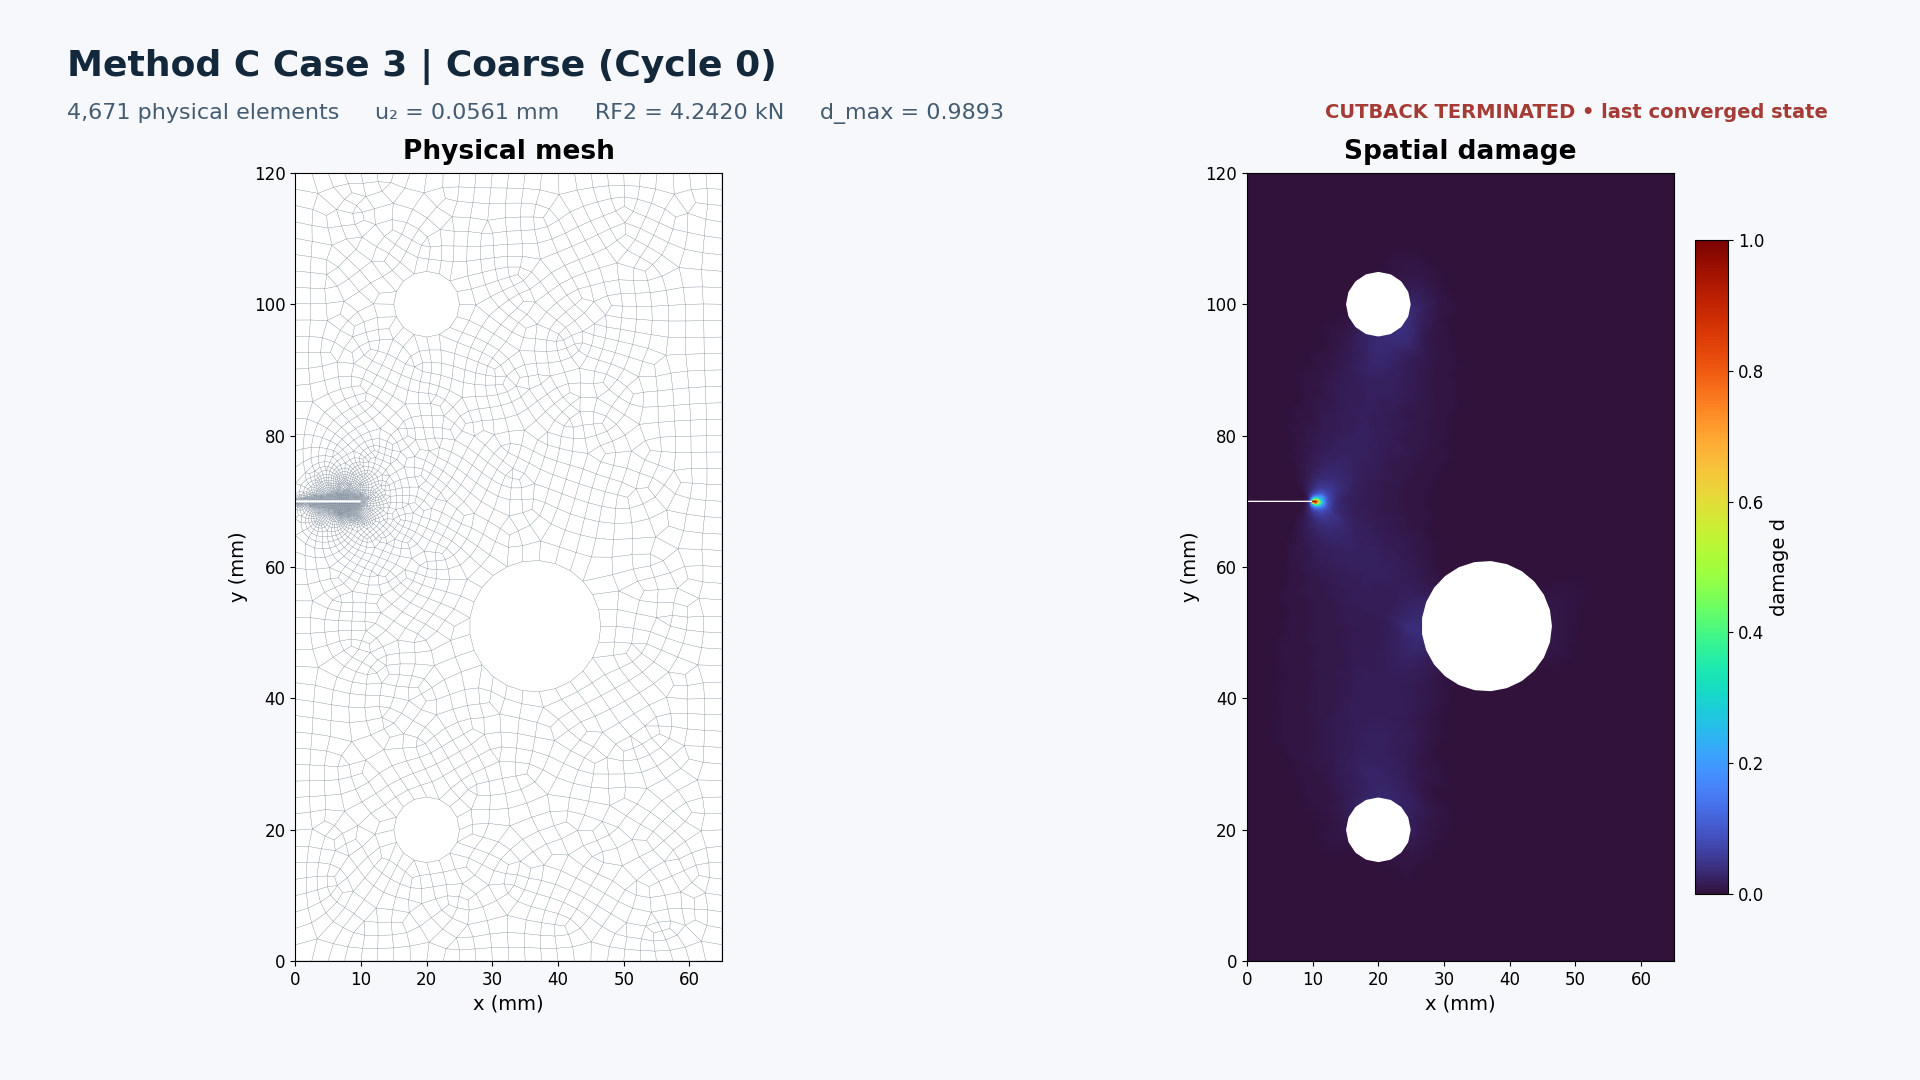 Method C Case 3 | Coarse (Cycle 0)
4,671 physical elements u₂ = 0.0561 mm RF2 = 4.2420 kN d_max = 0.9893
CUTBACK TERMINATED • last converged state
Physical mesh
120
100
80
60
40
20
0
y (mm)
0 10 20 30 40 50 60
x (mm)
Spatial damage
120
100
80
60
40
20
0
y (mm)
0 10 20 30 40 50 60
x (mm)
1.0
0.8
0.6
0.4
0.2
0.0
damage d